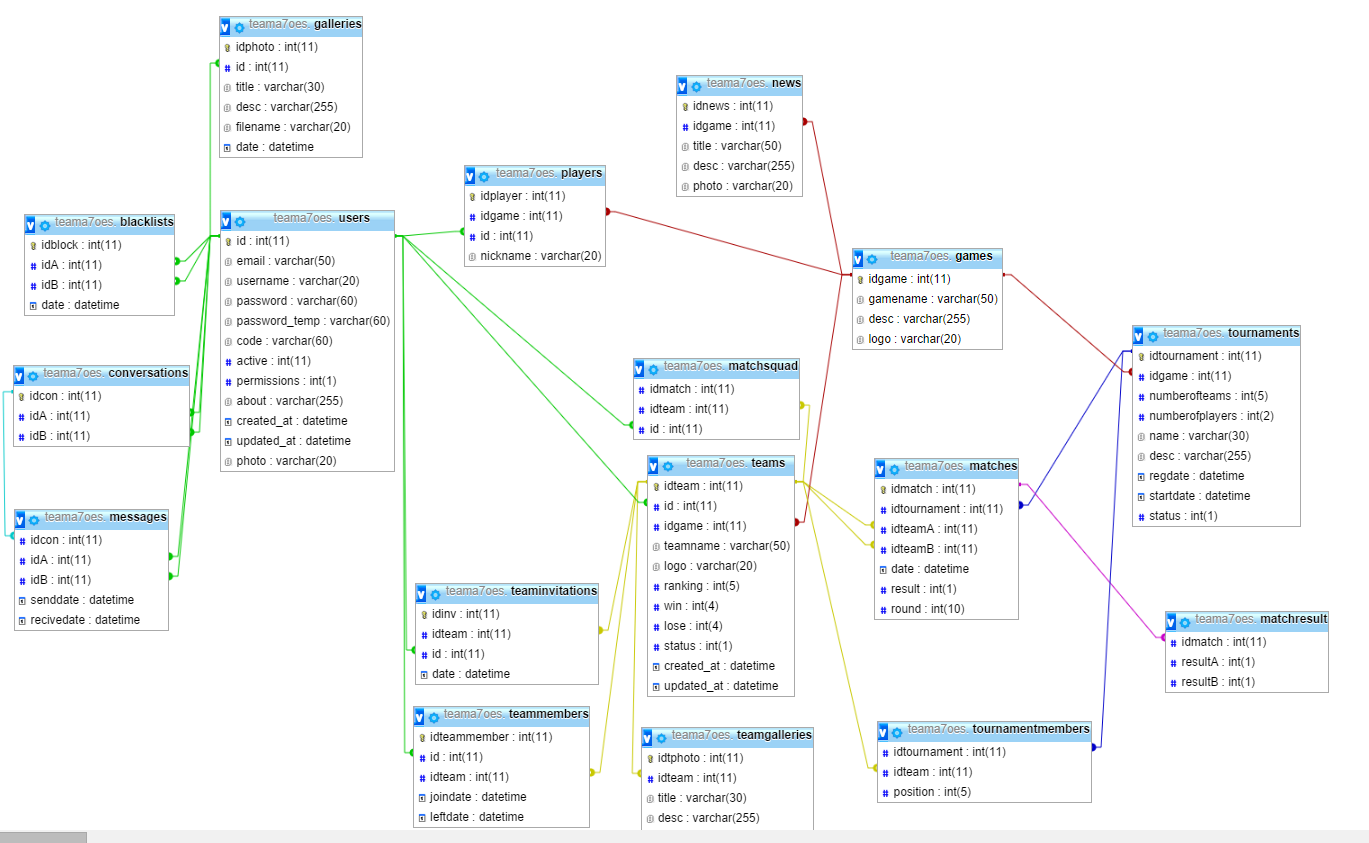 teama7oes. galleries
idphoto : int(11)
id : int(11)
title : varchar(30)
desc : varchar(255)
filename : varchar(20)
date : datetime
teama7oes. news
idnews : int(11)
idgame : int(11)
title : varchar(50)
desc : varchar(255)
photo : varchar(20)
teama7oes. players
idplayer : int(11)
idgame : int(11)
id : int(11)
nickname : varchar(20)
teama7oes. blacklists
idblock : int(11)
idA : int(11)
idB : int(11)
date : datetime
teama7oes. users
id : int(11)
email : varchar(50)
username : varchar(20)
password : varchar(60)
password_temp : varchar(60)
code : varchar(60)
active : int(11)
permissions : int(1)
about : varchar(255)
created_at : datetime
updated_at : datetime
photo : varchar(20)
teama7oes. games
idgame : int(11)
gamename : varchar(50)
desc : varchar(255)
logo : varchar(20)
teama7oes. tournaments
idtournament : int(11)
idgame : int(11)
numberofteams : int(5)
numberofplayers : int(2)
name : varchar(30)
desc : varchar(255)
regdate : datetime
startdate : datetime
status : int(1)
teama7oes. conversations
idcon : int(11)
idA : int(11)
idB : int(11)
teama7oes. matchsquad
idmatch : int(11)
idteam : int(11)
id : int(11)
teama7oes. teams
idteam : int(11)
id : int(11)
idgame : int(11)
teamname : varchar(50)
logo : varchar(20)
ranking : int(5)
win : int(4)
lose : int(4)
status : int(1)
created_at : datetime
updated_at : datetime
teama7oes. matches
idmatch : int(11)
idtournament : int(11)
idteamA : int(11)
idteamB : int(11)
date : datetime
result : int(1)
round : int(10)
teama7oes. messages
idcon : int(11)
idA : int(11)
idB : int(11)
senddate : datetime
recivedate : datetime
teama7oes. teaminvitations
idinv : int(11)
idteam : int(11)
id : int(11)
date : datetime
teama7oes. matchresult
idmatch : int(11)
resultA : int(1)
resultB : int(1)
teama7oes. teammembers
idteammember : int(11)
id : int(11)
idteam : int(11)
joindate : datetime
leftdate : datetime
teama7oes. teamgalleries
idtphoto : int(11)
idteam : int(11)
title : varchar(30)
desc : varchar(255)
teama7oes. tournamentmembers
idtournament : int(11)
idteam : int(11)
position : int(5)